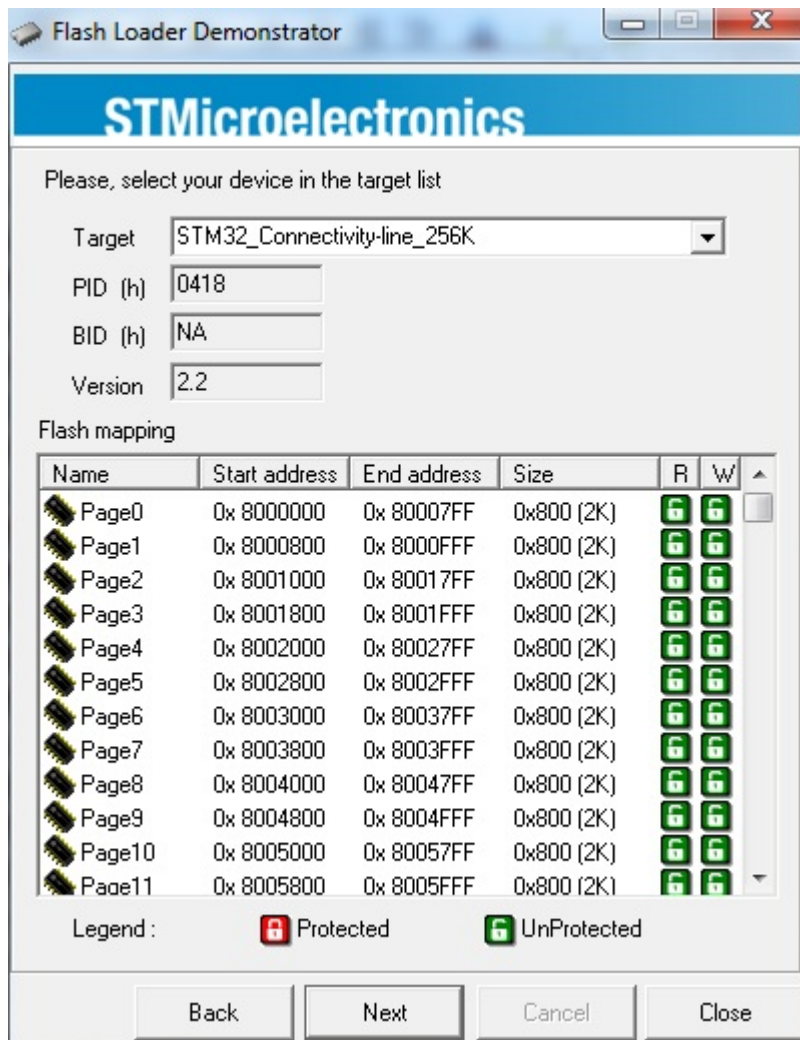 Flash Loader Demonstrator
STMicroelectronics
Please, select your device in the target list
Target STM32_Connectivity-line_256K
PID (h) 0418
BID (h) NA
Version 2.2
Flash mapping
Name Start address End address Size R W
Page0 0x 8000000 0x 80007FF 0x800 (2K)
Page1 0x 8000800 0x 8000FFF 0x800 (2K)
Page2 0x 8001000 0x 80017FF 0x800 (2K)
Page3 0x 8001800 0x 8001FFF 0x800 (2K)
Page4 0x 8002000 0x 80027FF 0x800 (2K)
Page5 0x 8002800 0x 8002FFF 0x800 (2K)
Page6 0x 8003000 0x 80037FF 0x800 (2K)
Page7 0x 8003800 0x 8003FFF 0x800 (2K)
Page8 0x 8004000 0x 80047FF 0x800 (2K)
Page9 0x 8004800 0x 8004FFF 0x800 (2K)
Page10 0x 8005000 0x 80057FF 0x800 (2K)
Page11 0x 8005800 0x 8005FFF 0x800 (2K)
Legend : Protected UnProtected
Back Next Cancel Close